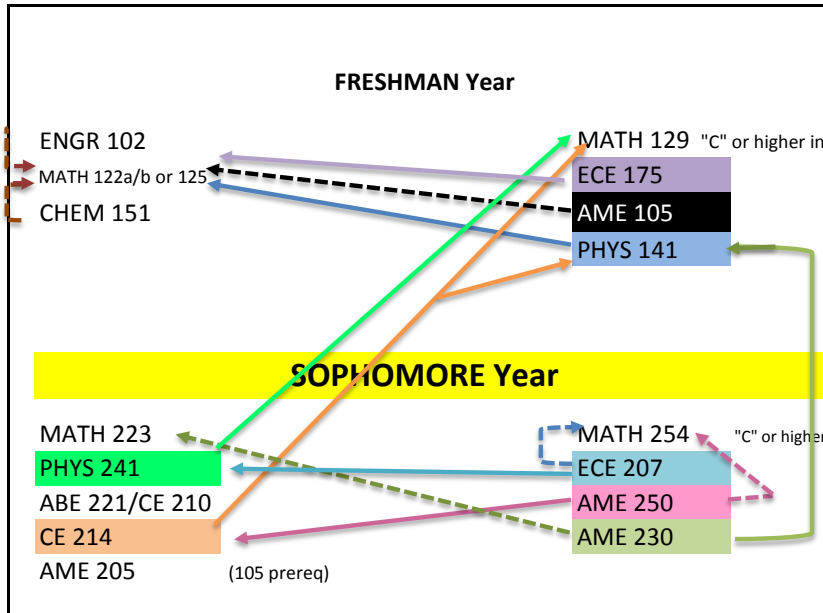 FRESHMAN Year
ENGR 102
MATH 122a/b or 125
CHEM 151
MATH 129 "C" or higher in
ECE 175
AME 105
PHYS 141
SOPHOMORE Year
MATH 223
PHYS 241
ABE 221/CE 210
CE 214
AME 205 (105 prereq)
MATH 254 "C" or higher
ECE 207
AME 250
AME 230